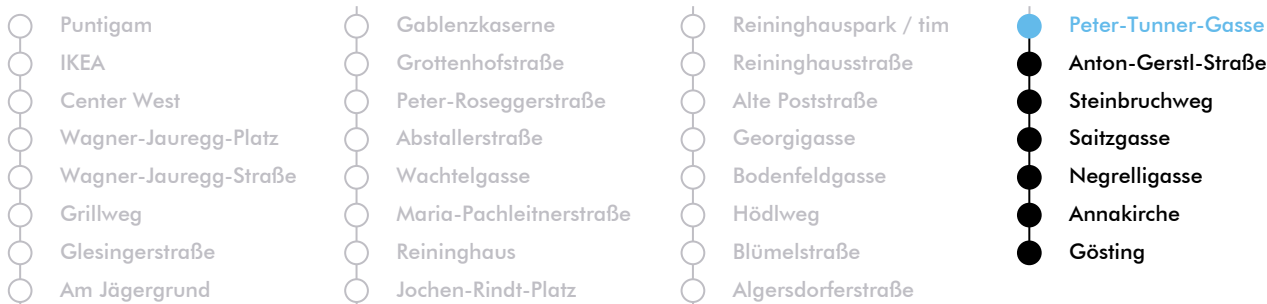 Puntigam
IKEA
Center West
Wagner-Jauregg-Platz
Wagner-Jauregg-Straße
Grillweg
Glesingerstraße
Am Jägergrund
Gablenzkaserne
Grottenhofstraße
Peter-Roseggerstraße
Abstallerstraße
Wachtelgasse
Maria-Pachleitnerstraße
Reininghaus
Jochen-Rindt-Platz
Reininghauspark / tim
Reininghausstraße
Alte Poststraße
Georgigasse
Bodenfeldgasse
Hödlweg
Blümelstraße
Algersdorferstraße
Peter-Tunner-Gasse
Anton-Gerstl-Straße
Steinbruchweg
Saitzgasse
Negrelligasse
Annakirche
Gösting